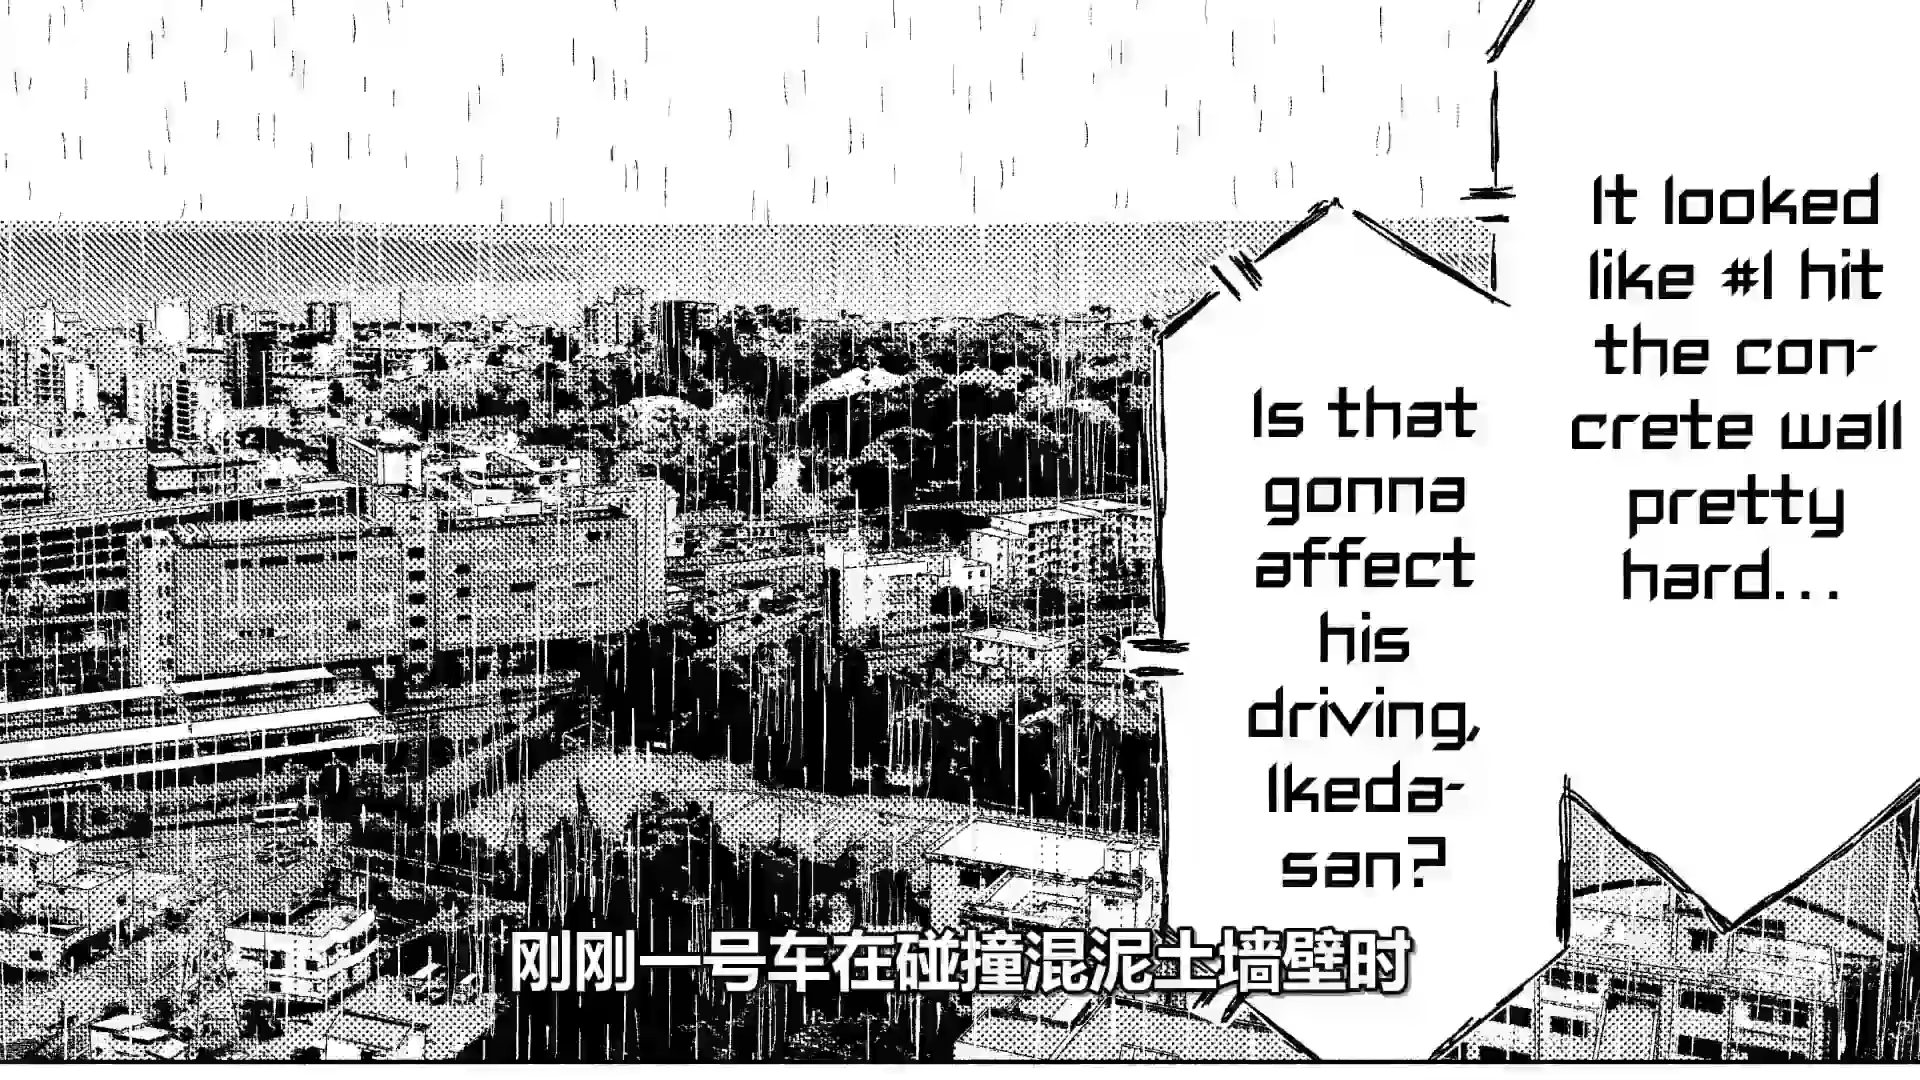 It looked
like #1 hit
the con-
crete wall
pretty
hard...
Is that
gonna
affect
his
driving,
Ikeda-
san?
刚刚一号车在碰撞混泥土墙壁时